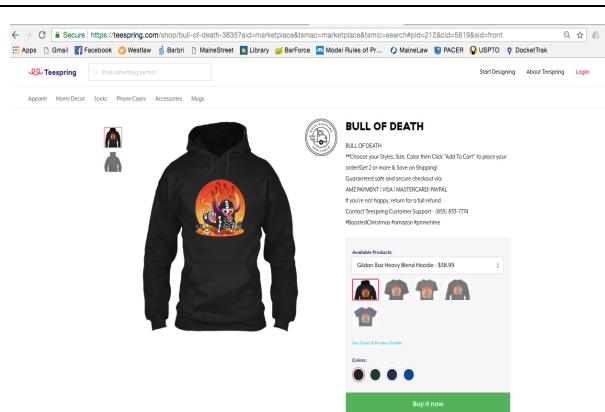 Secure https://teespring.com/shop/bull-of-death-3835?aid=marketplace&tsmac=marketplace&tsmic=search#pid=212&cid=5819&sid=front
Apps Gmail Facebook Westlaw Barbri MaineStreet Library BarForce Model Rules of Pr... MaineLaw PACER USPTO DocketTrak
Teespring Find something perfect Start Designing About Teespring Login
Apparel Home Decor Socks Phone Cases Accessories Mugs
BULL OF DEATH
BULL OF DEATH
**Choose your Styles, Size, Color then Click "Add To Cart" to place your
order!Get 2 or more & Save on Shipping!
Guaranteed safe and secure checkout via:
AMZ PAYMENT | VISA | MASTERCARD| PAYPAL
If you're not happy, return for a full refund
Contact Teespring Customer Support - (855) 833-7774
#BoostedChristmas #amazon #primetime
Available Products:
Gildan 8oz Heavy Blend Hoodie - $38.99
Size Chart & Product Details
Colors:
Buy it now